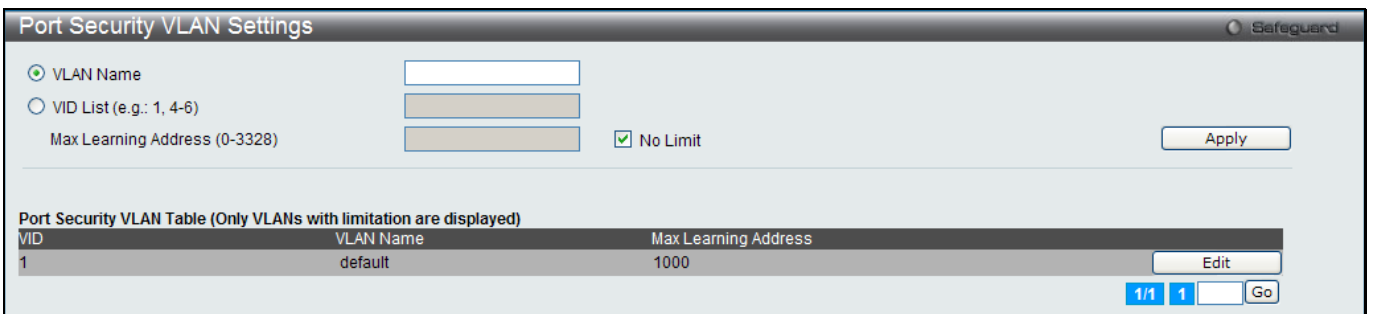 Port Security VLAN Settings Safeguard
VLAN Name
VID List (e.g.: 1, 4-6)
Max Learning Address (0-3328) No Limit Apply
Port Security VLAN Table (Only VLANs with limitation are displayed)
VID VLAN Name Max Learning Address
1 default 1000 Edit
1/1 1 Go